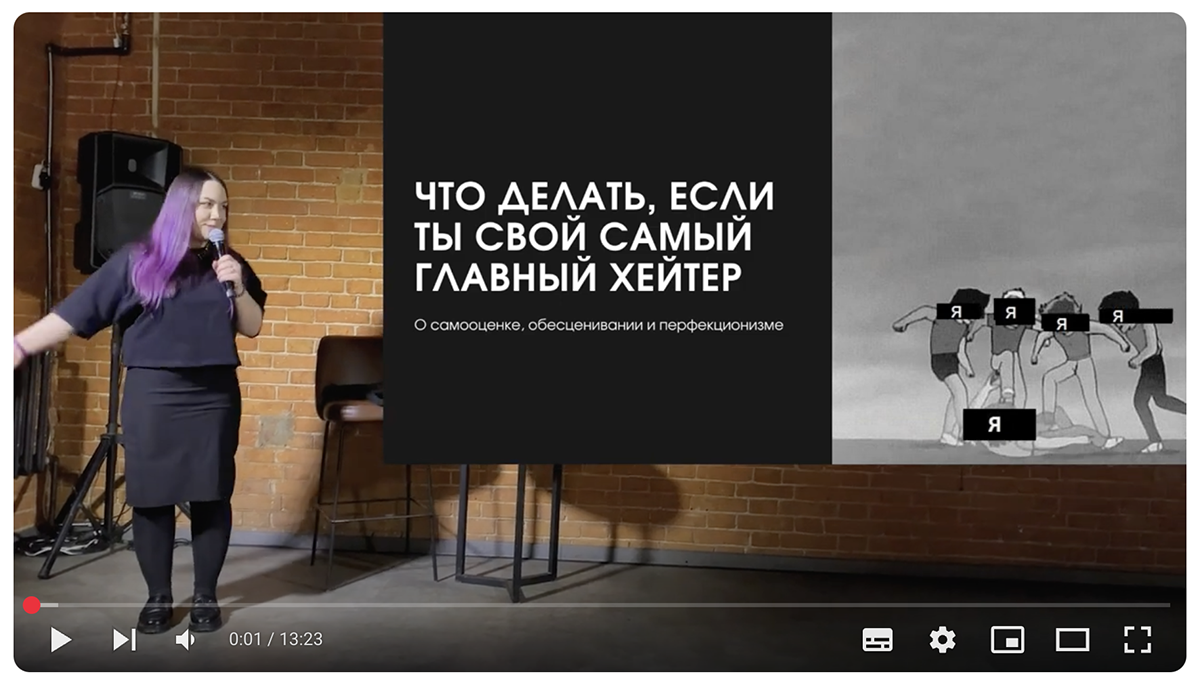 ЧТО ДЕЛАТЬ, ЕСЛИ
ТЫ СВОЙ САМЫЙ
ГЛАВНЫЙ ХЕЙТЕР
О самооценке, обесценивании и перфекционизме
Я
Я
Я
Я
Я
0:01 / 13:23